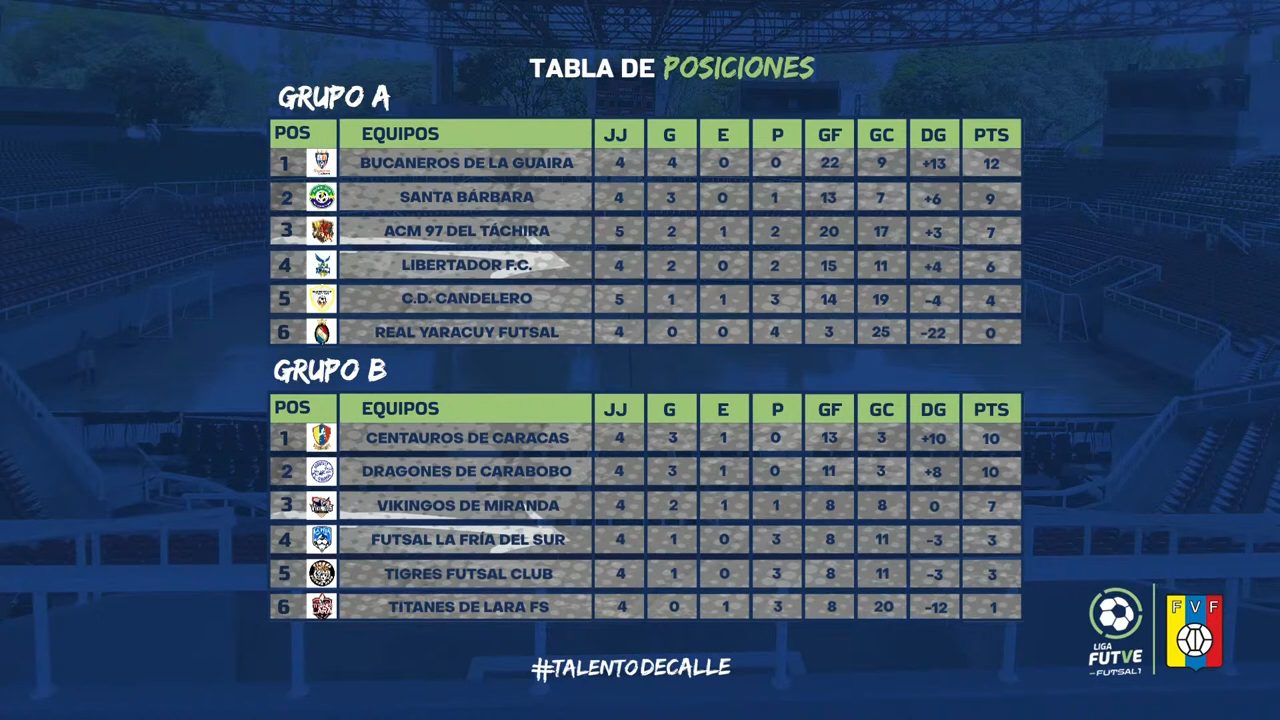 TABLA DE POSICIONES
GRUPO A
POS EQUIPOS JJ G E P GF GC DG PTS
1 BUCANEROS DE LA GUAIRA 4 4 0 0 22 9 +13 12
2 SANTA BÁRBARA 4 3 0 1 13 7 +6 9
3 ACM 97 DEL TÁCHIRA 5 2 1 2 20 17 +3 7
4 LIBERTADOR F.C. 4 2 0 2 15 11 +4 6
5 C.D. CANDELERO 5 1 1 3 14 19 -4 4
6 REAL YARACUY FUTSAL 4 0 0 4 3 25 -22 0
GRUPO B
POS EQUIPOS JJ G E P GF GC DG PTS
1 CENTAUROS DE CARACAS 4 3 1 0 13 3 +10 10
2 DRAGONES DE CARABOBO 4 3 1 0 11 3 +8 10
3 VIKINGOS DE MIRANDA 4 2 1 1 8 8 0 7
4 FUTSAL LA FRÍA DEL SUR 4 1 0 3 8 11 -3 3
5 TIGRES FUTSAL CLUB 4 1 0 3 8 11 -3 3
6 TITANES DE LARA FS 4 0 1 3 8 20 -12 1
#TALENTODECALLE
LIGA
FUTVE
FUTSAL1
FVF